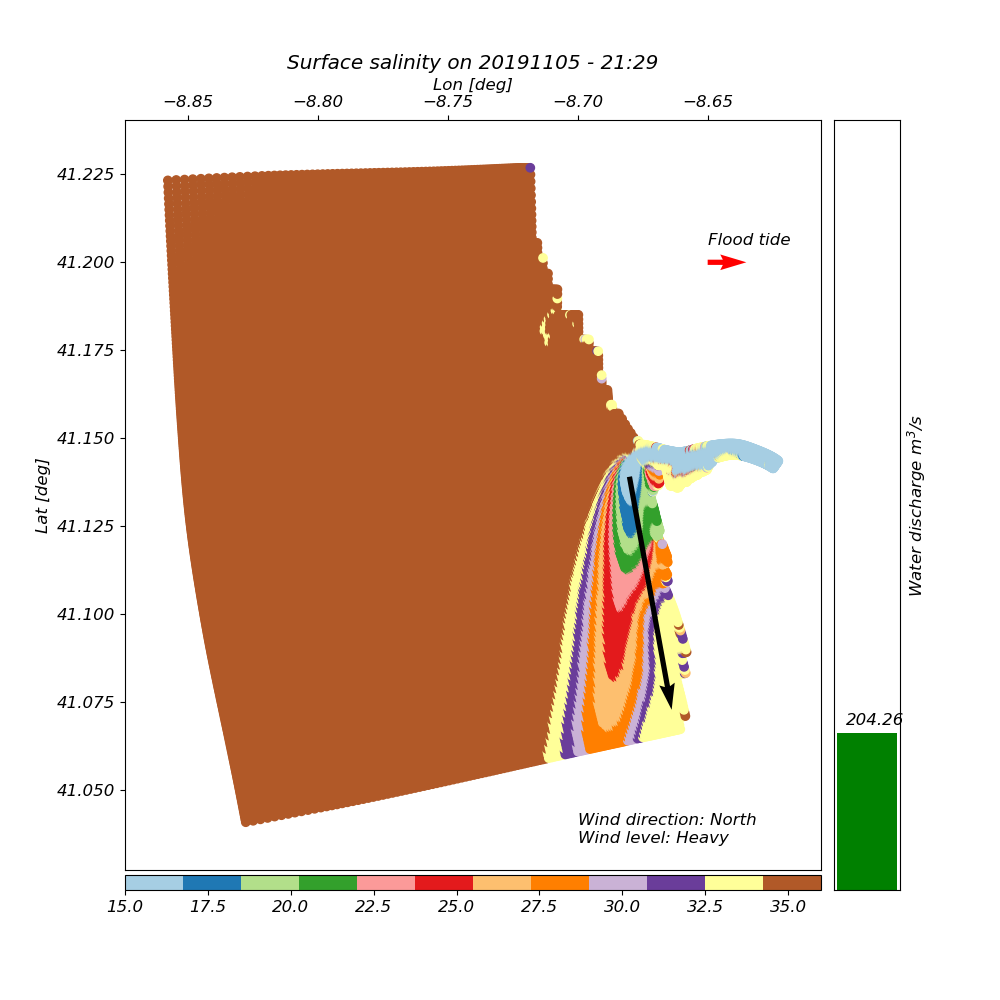 Surface salinity on 20191105 - 21:29
Lon [deg]
−8.85 −8.80 −8.75 −8.70 −8.65
41.225
41.200
41.175
41.150
41.125
41.100
41.075
41.050
Lat [deg]
Flood tide
Wind direction: North
Wind level: Heavy
15.0 17.5 20.0 22.5 25.0 27.5 30.0 32.5 35.0
204.26
Water discharge m³/s